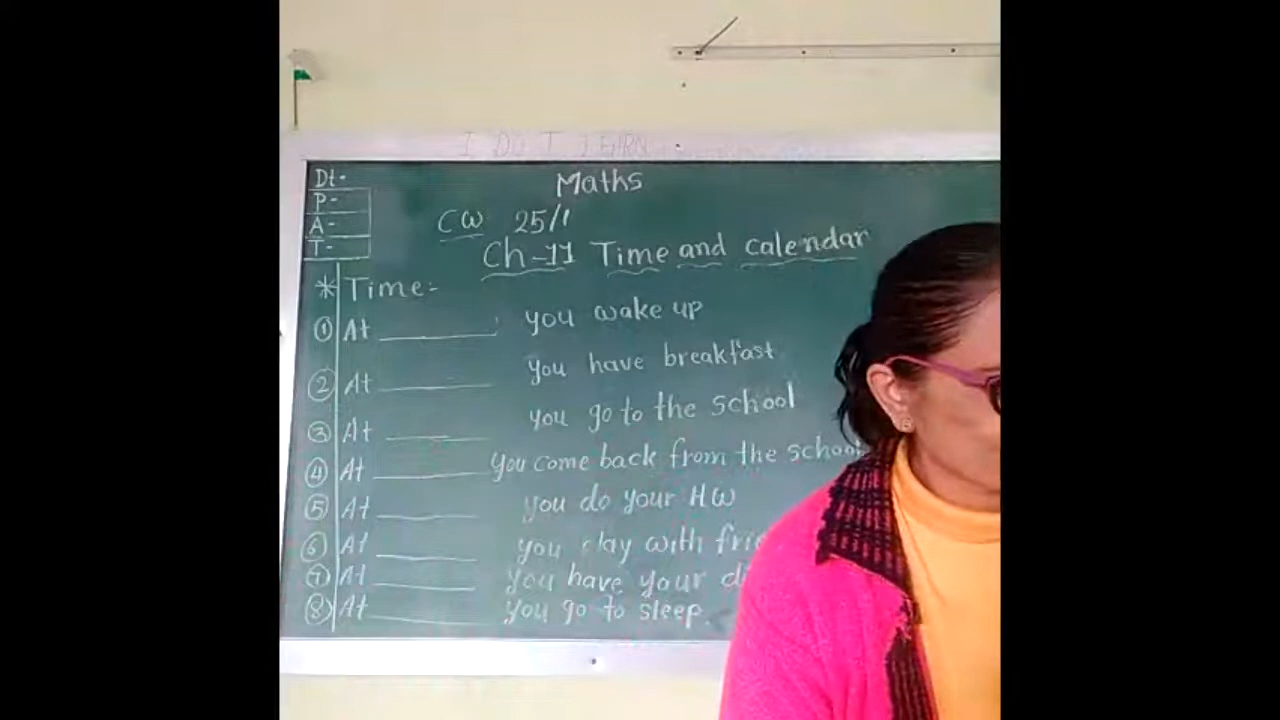 I DO I LEARN
Dt-
P-
A-
T-
Maths
CW 25/1
Ch-11 Time and calendar
* Time:-
① At ________ you wake up
② At ________ you have breakfast
③ At ________ you go to the school
④ At ________ you come back from the school
⑤ At ________ you do your HW
⑥ At ________ you with
⑦ At ________ you have your
⑧ At ________ you go to sleep.